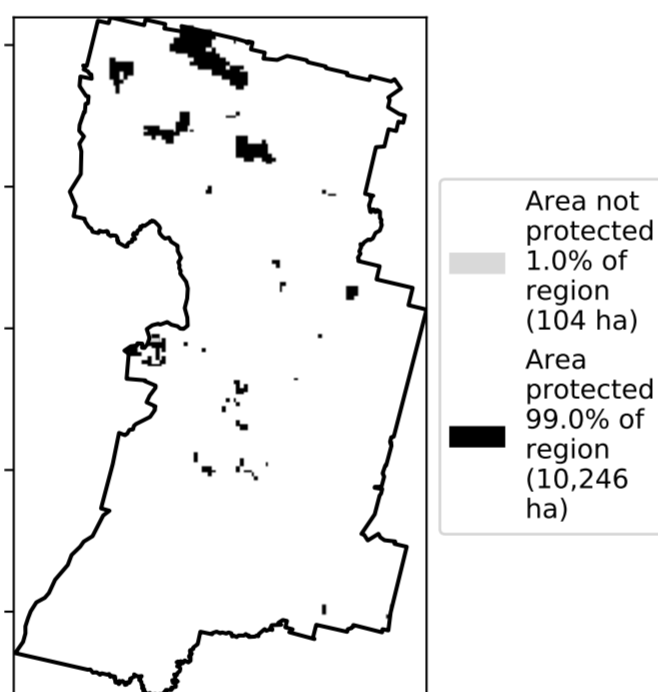 Area not
protected
1.0% of
region
(104 ha)
Area
protected
99.0% of
region
(10,246
ha)